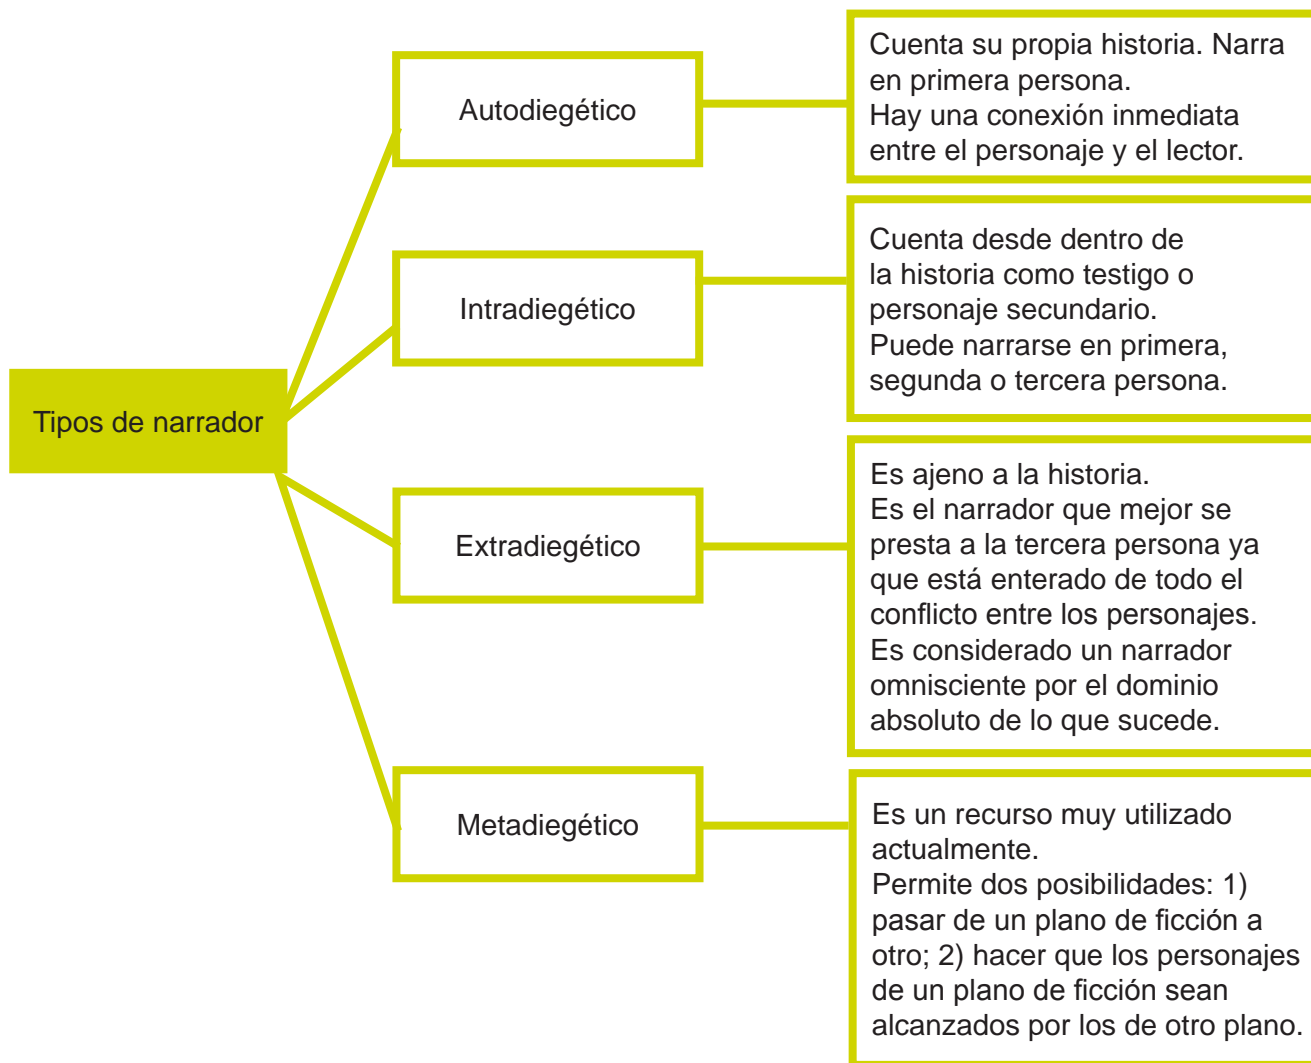 Tipos de narrador
Autodiegético
Cuenta su propia historia. Narra
en primera persona.
Hay una conexión inmediata
entre el personaje y el lector.
Intradiegético
Cuenta desde dentro de
la historia como testigo o
personaje secundario.
Puede narrarse en primera,
segunda o tercera persona.
Extradiegético
Es ajeno a la historia.
Es el narrador que mejor se
presta a la tercera persona ya
que está enterado de todo el
conflicto entre los personajes.
Es considerado un narrador
omnisciente por el dominio
absoluto de lo que sucede.
Metadiegético
Es un recurso muy utilizado
actualmente.
Permite dos posibilidades: 1)
pasar de un plano de ficción a
otro; 2) hacer que los personajes
de un plano de ficción sean
alcanzados por los de otro plano.